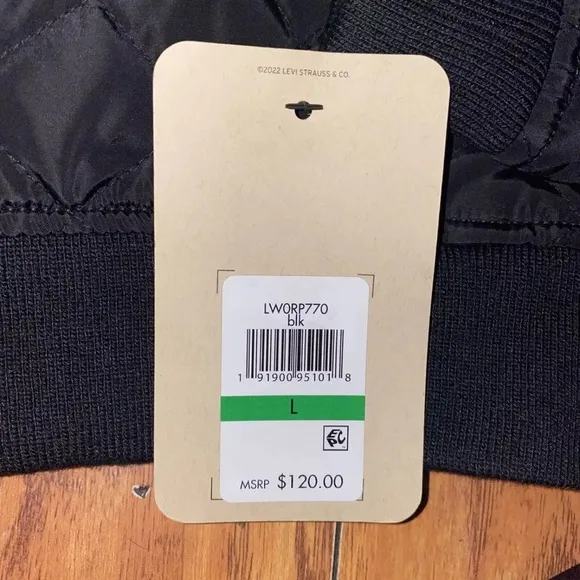 ©2022 LEVI STRAUSS & CO.
LW0RP770
blk
1 91900 95101 8
L
MSRP $120.00